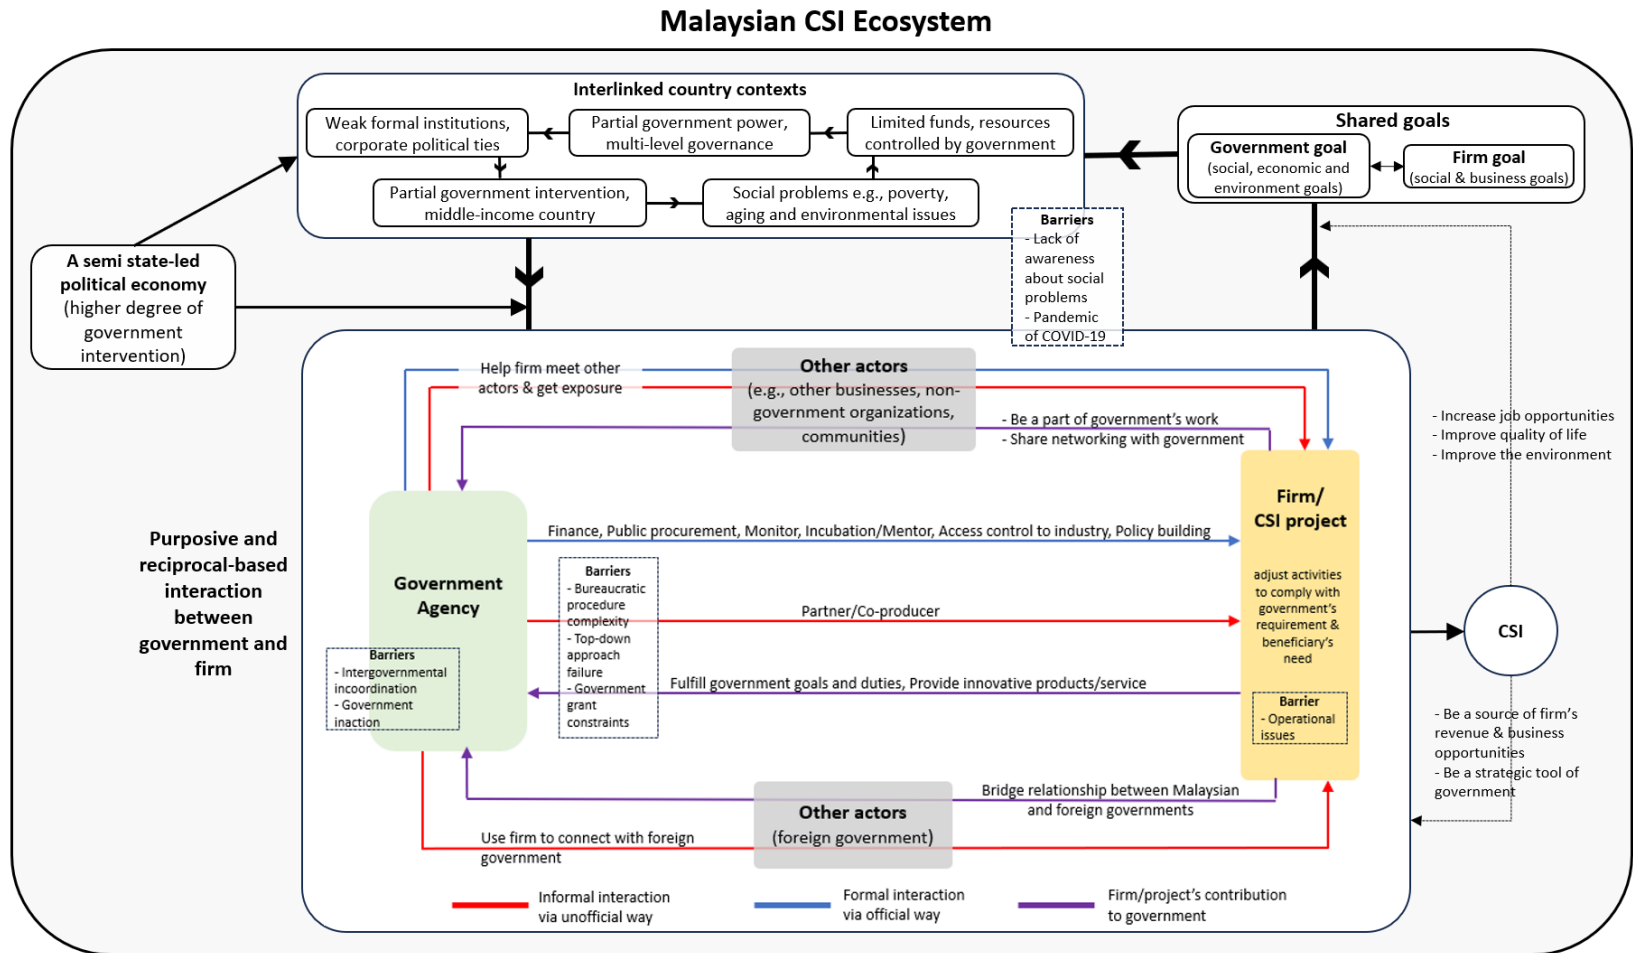 Malaysian CSI Ecosystem
Interlinked country contexts
Weak formal institutions,
corporate political ties
Partial government power,
multi-level governance
Limited funds, resources
controlled by government
Partial government intervention,
middle-income country
Social problems e.g., poverty,
aging and environmental issues
Shared goals
Government goal
(social, economic and
environment goals)
Firm goal
(social & business goals)
A semi state-led
political economy
(higher degree of
government
intervention)
Barriers
- Lack of
awareness
about social
problems
- Pandemic
of COVID-19
Help firm meet other
actors & get exposure
Other actors
(e.g., other businesses, non-
government organizations,
communities)
- Be a part of government’s work
- Share networking with government
- Increase job opportunities
- Improve quality of life
- Improve the environment
Purposive and
reciprocal-based
interaction
between
government and
firm
Government
Agency
Barriers
- Intergovernmental
incoordination
- Government
inaction
Finance, Public procurement, Monitor, Incubation/Mentor, Access control to industry, Policy building
Barriers
- Bureaucratic
procedure
complexity
- Top-down
approach
failure
- Government
grant
constraints
Partner/Co-producer
Fulfill government goals and duties, Provide innovative products/service
Firm/
CSI project
adjust activities
to comply with
government’s
requirement &
beneficiary’s
need
Barrier
- Operational
issues
CSI
- Be a source of firm’s
revenue & business
opportunities
- Be a strategic tool of
government
Bridge relationship between Malaysian
and foreign governments
Other actors
(foreign government)
Use firm to connect with foreign
government
Informal interaction
via unofficial way
Formal interaction
via official way
Firm/project’s contribution
to government